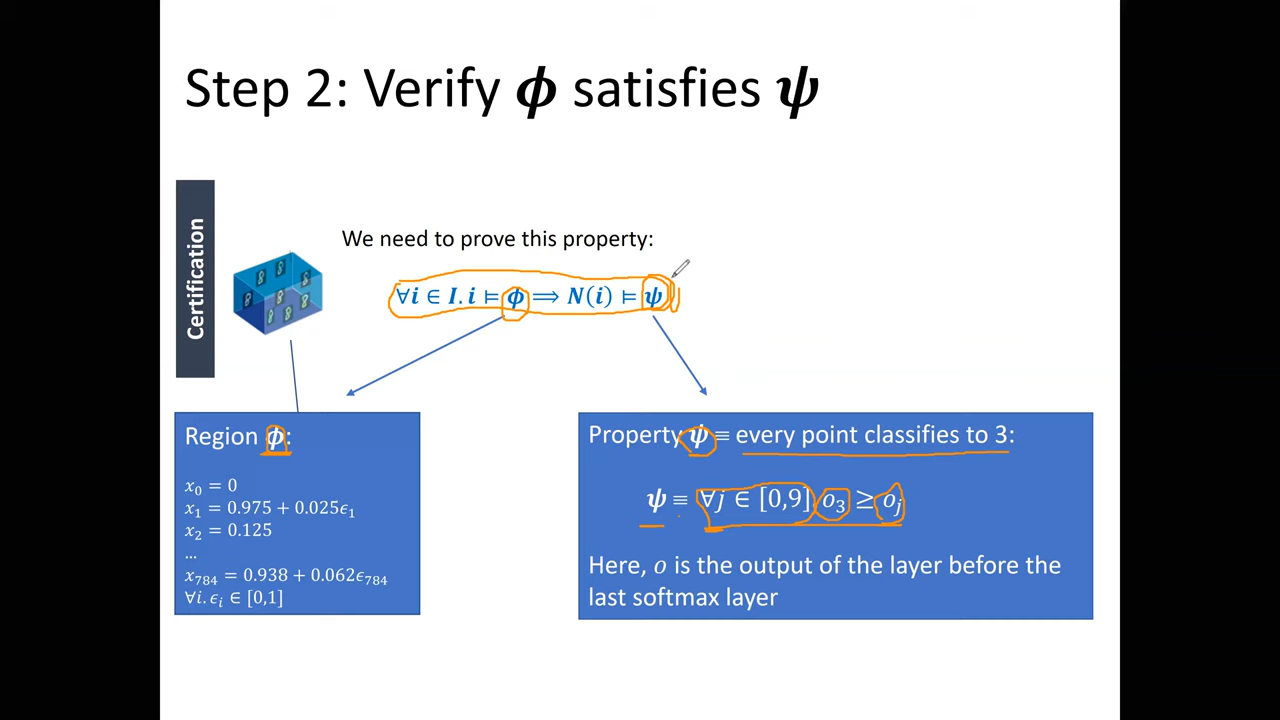 Step 2: Verify 𝝓 satisfies 𝝍
Certification
We need to prove this property:
∀i ∈ I. i ⊨ ϕ ⟹ N(i) ⊨ ψ
Region ϕ:
x₀ = 0
x₁ = 0.975 + 0.025ϵ₁
x₂ = 0.125
...
x₇₈₄ = 0.938 + 0.062ϵ₇₈₄
∀i. ϵᵢ ∈ [0,1]
Property ψ ≡ every point classifies to 3:
ψ ≡ ∀j ∈ [0,9] o₃ ≥ oⱼ
Here, o is the output of the layer before the
last softmax layer